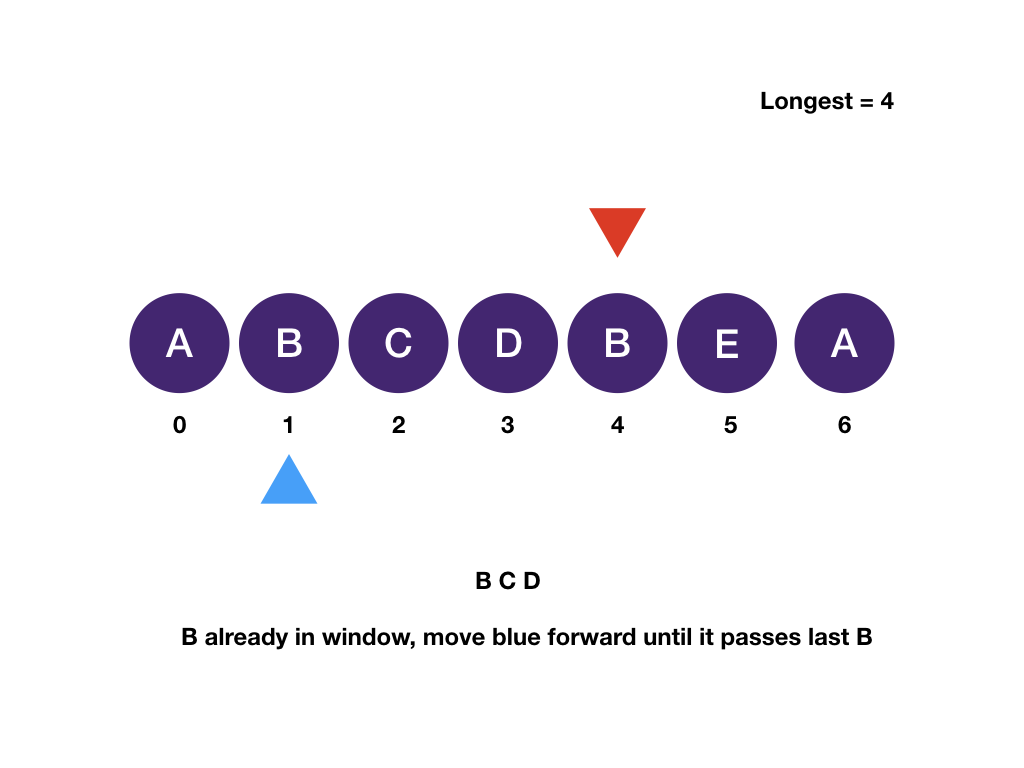 Longest = 4
A B C D B E A
0 1 2 3 4 5 6
B C D
B already in window, move blue forward until it passes last B